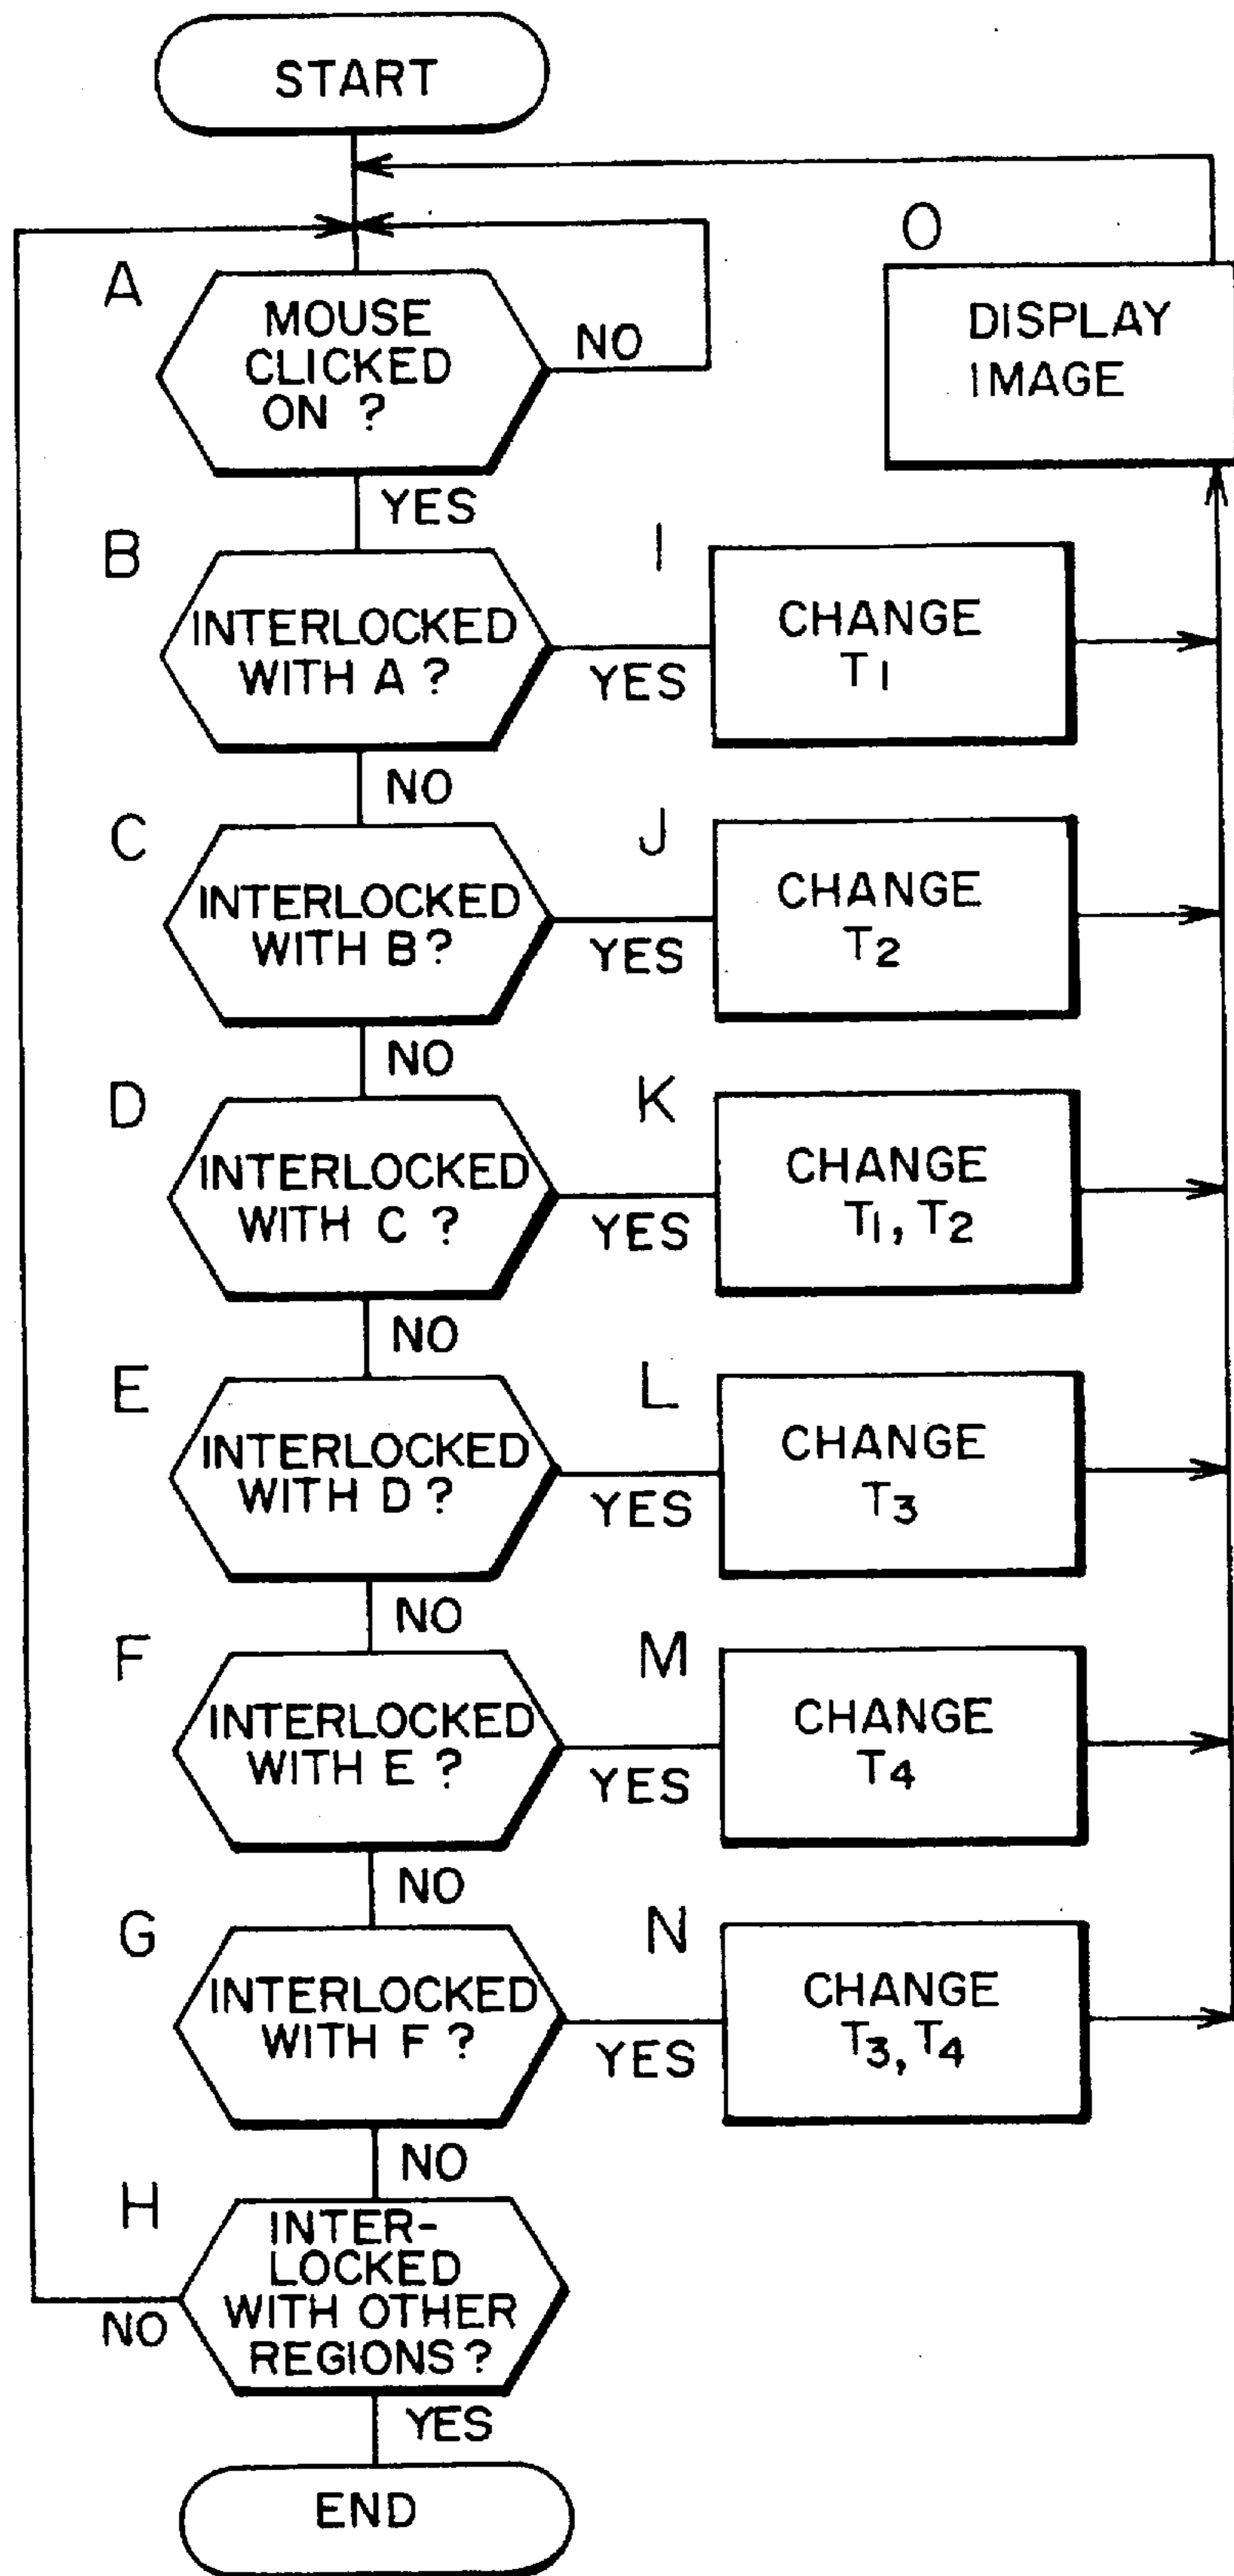 START
O
A
MOUSE
CLICKED
ON ?
NO
DISPLAY
IMAGE
YES
B
INTERLOCKED
WITH A ?
YES
I
CHANGE
T1
NO
C
INTERLOCKED
WITH B ?
YES
J
CHANGE
T2
NO
D
INTERLOCKED
WITH C ?
YES
K
CHANGE
T1, T2
NO
E
INTERLOCKED
WITH D ?
YES
L
CHANGE
T3
NO
F
INTERLOCKED
WITH E ?
YES
M
CHANGE
T4
NO
G
INTERLOCKED
WITH F ?
YES
N
CHANGE
T3, T4
NO
H
INTER-
LOCKED
WITH OTHER
REGIONS ?
NO
YES
END